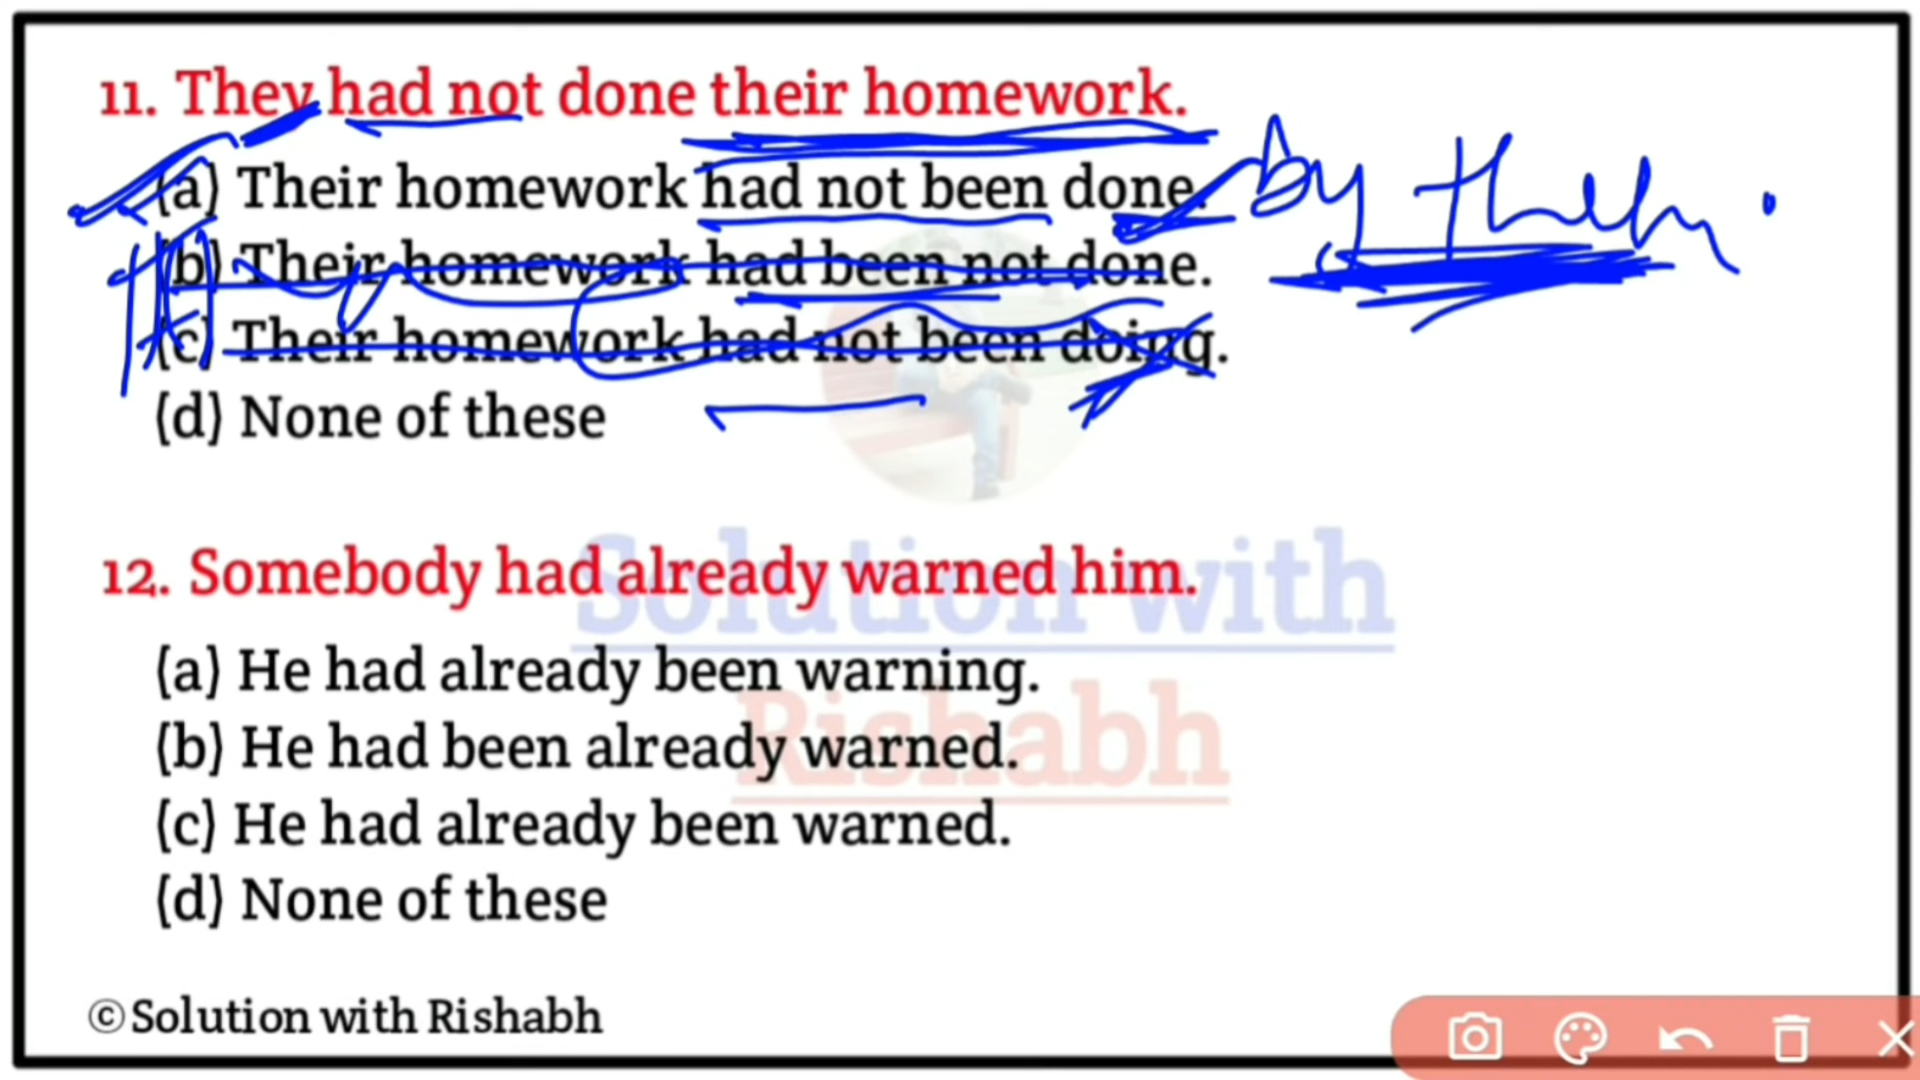 11. They had not done their homework.
(a) Their homework had not been done. By them.
(b) Their homework had been not done.
(c) Their homework had not been doing.
(d) None of these
Solution with
Rishabh
12. Somebody had already warned him.
(a) He had already been warning.
(b) He had been already warned.
(c) He had already been warned.
(d) None of these
©Solution with Rishabh